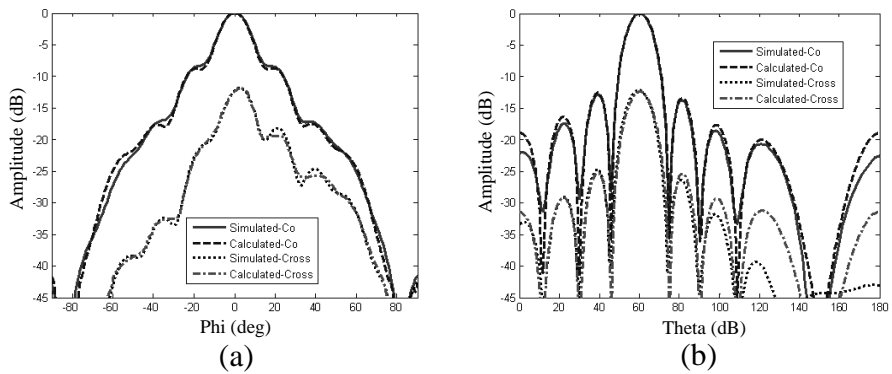 0
-5
-10
-15
-20
-25
-30
-35
-40
-45
Amplitude (dB)
-80 -60 -40 -20 0 20 40 60 80
Phi (deg)
Simulated-Co
Calculated-Co
Simulated-Cross
Calculated-Cross
(a)
0
-5
-10
-15
-20
-25
-30
-35
-40
-45
Amplitude (dB)
0 20 40 60 80 100 120 140 160 180
Theta (dB)
Simulated-Co
Calculated-Co
Simulated-Cross
Calculated-Cross
(b)